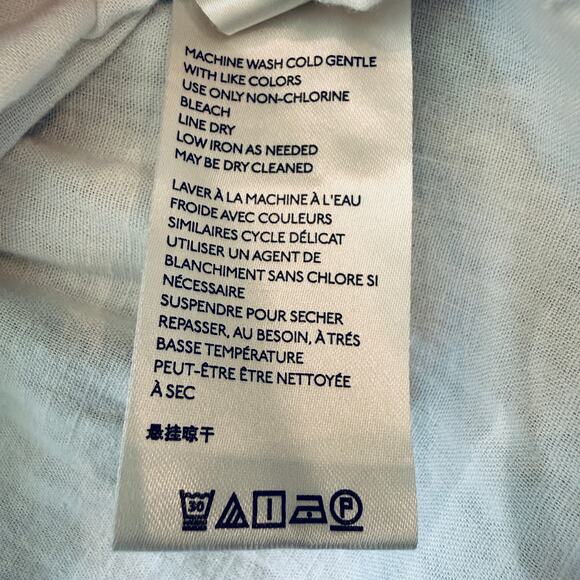 MACHINE WASH COLD GENTLE
WITH LIKE COLORS
USE ONLY NON-CHLORINE
BLEACH
LINE DRY
LOW IRON AS NEEDED
MAY BE DRY CLEANED
LAVER À LA MACHINE À L'EAU
FROIDE AVEC COULEURS
SIMILAIRES CYCLE DÉLICAT
UTILISER UN AGENT DE
BLANCHIMENT SANS CHLORE SI
NÉCESSAIRE
SUSPENDRE POUR SECHER
REPASSER, AU BESOIN, À TRÉS
BASSE TEMPÉRATURE
PEUT-ÊTRE ÊTRE NETTOYÉE
À SEC
悬挂晾干
30 P